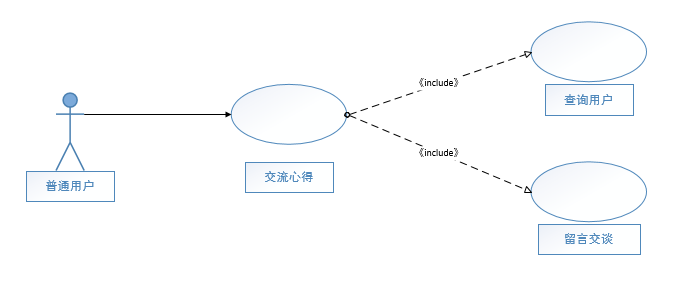 查询用户
《include》
普通用户
交流心得
《include》
留言交谈